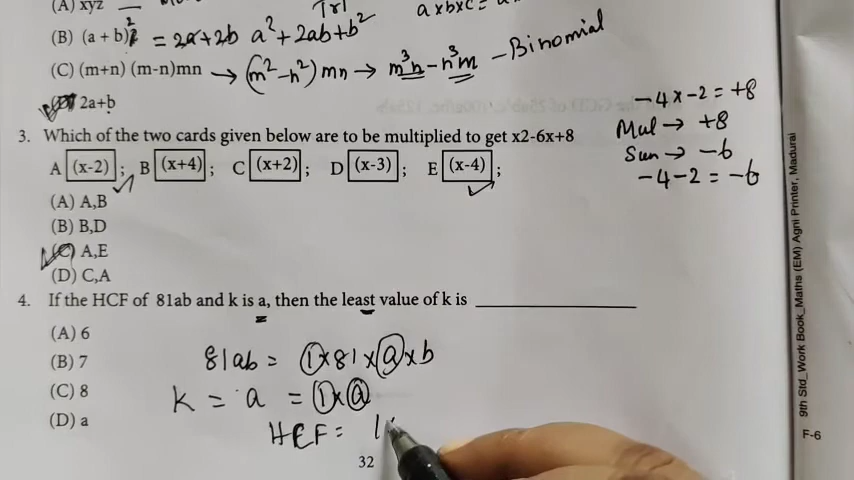 (A) xyz
Tri
a x b x c =
(B) (a + b)2 = 2a + 2b a² + 2ab + b²
(C) (m+n) (m-n)mn → (m² - n²) mn → m³n - n³m - Binomial
2a+b
-4 x -2 = +8
Mul → +8
Sum → -6
-4 - 2 = -6
3. Which of the two cards given below are to be multiplied to get x2-6x+8
A (x-2) ; B (x+4) ; C (x+2) ; D (x-3) ; E (x-4) ;
(A) A,B
(B) B,D
(C) A,E
(D) C,A
4. If the HCF of 81ab and k is a, then the least value of k is
(A) 6
(B) 7
(C) 8
(D) a
81ab = 1 x 81 x a x b
K = a = 1 x a
HCF = 1
32
9th Std_Work Book_Maths (EM) Agni Printer, Madurai
F-6